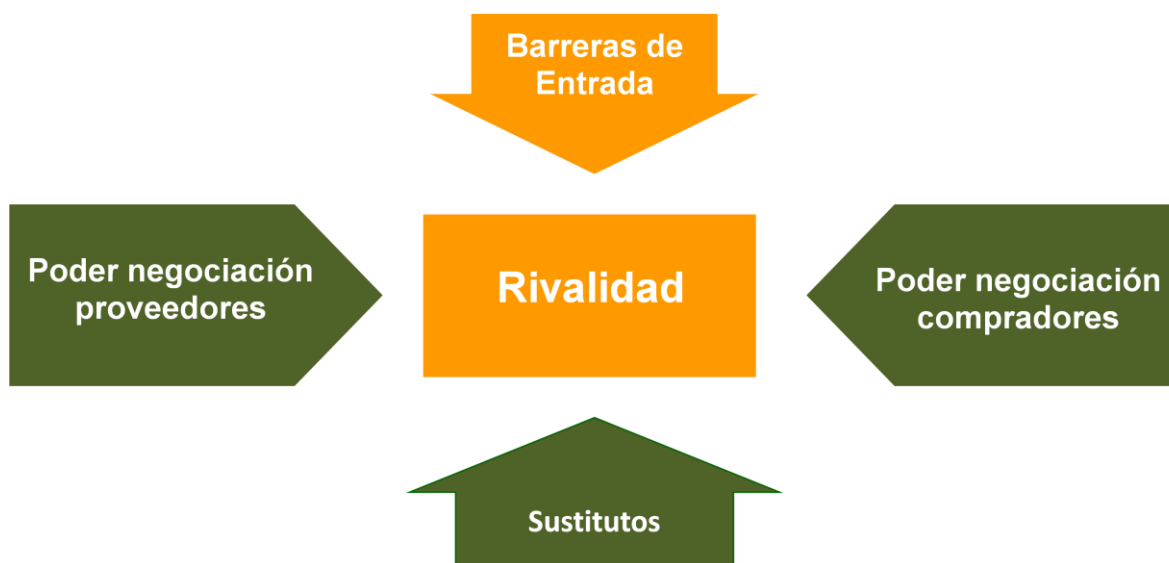 Barreras de
Entrada
Poder negociación
proveedores
Rivalidad
Poder negociación
compradores
Sustitutos